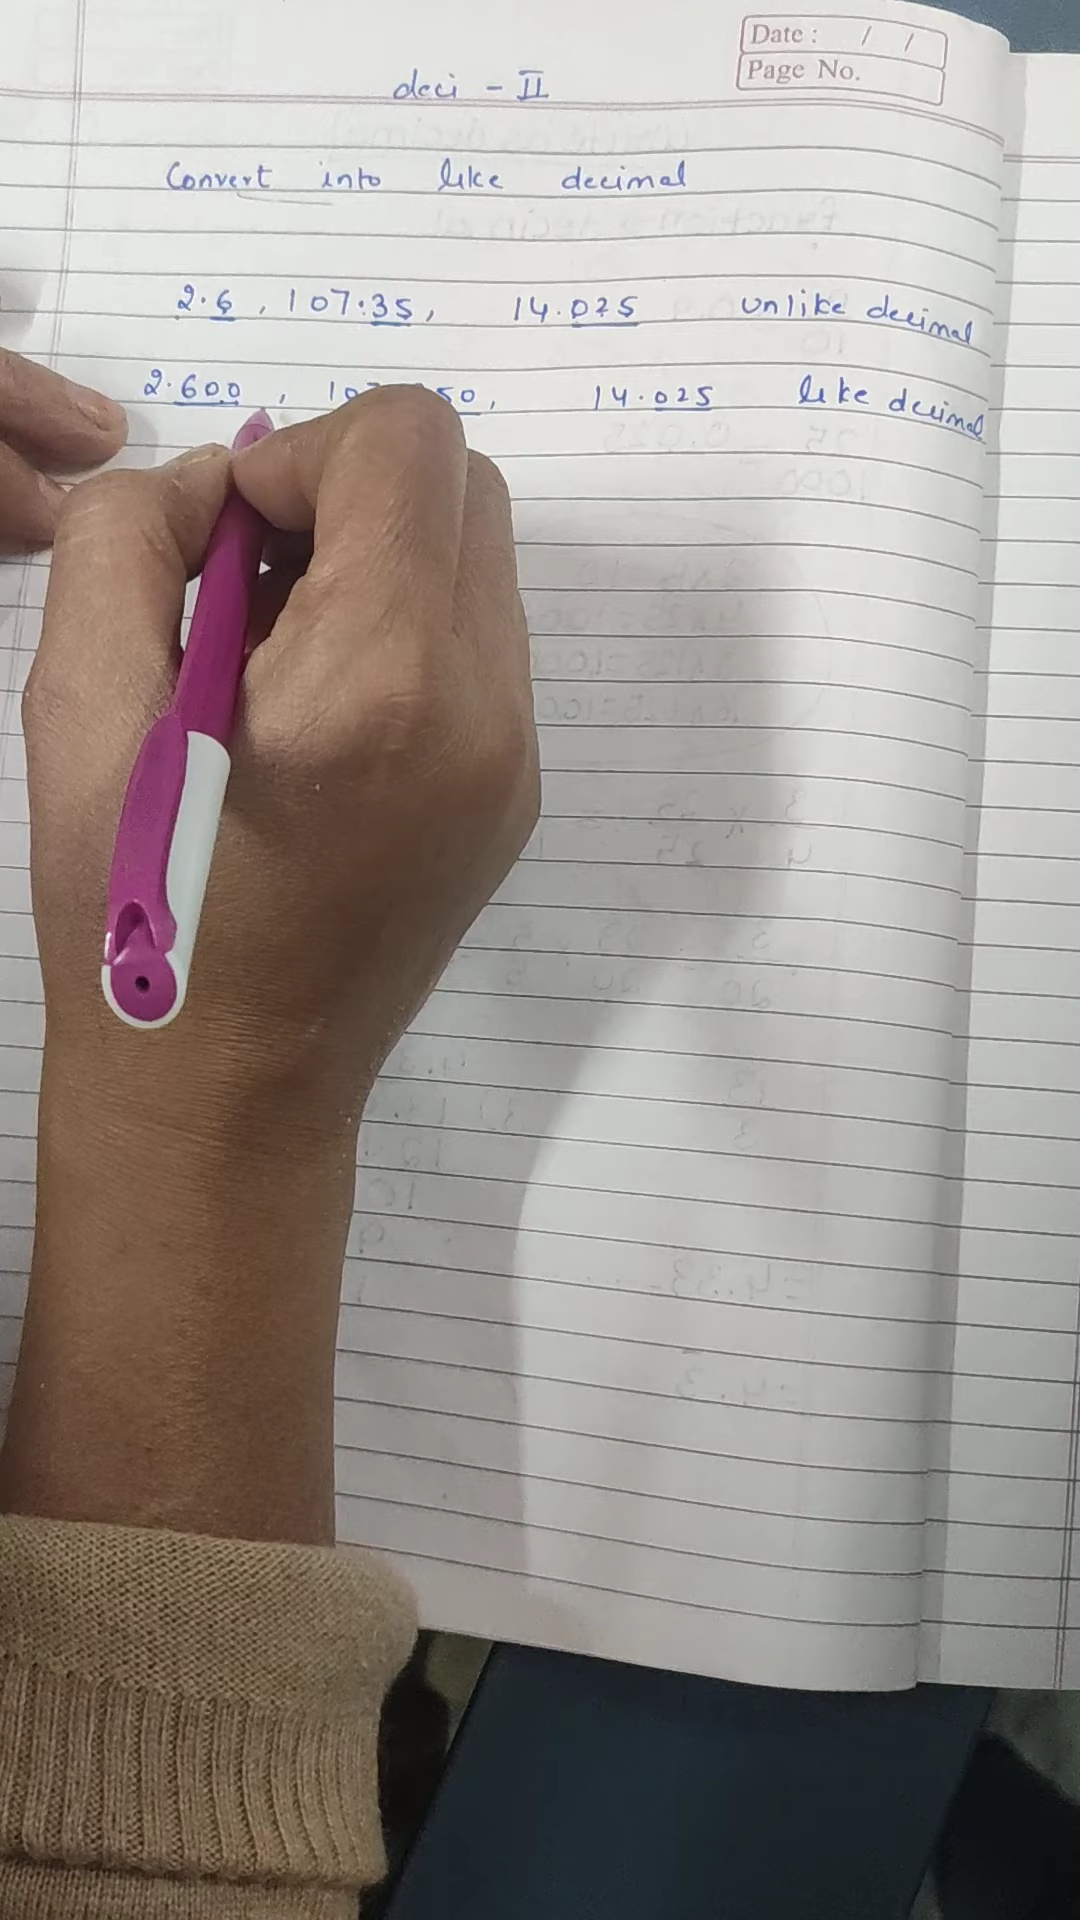 Date : / /
Page No.
deci - II
Convert into like decimal
2.6 , 107.35, 14.025 unlike decimal
2.600 , 50, 14.025 like decimal